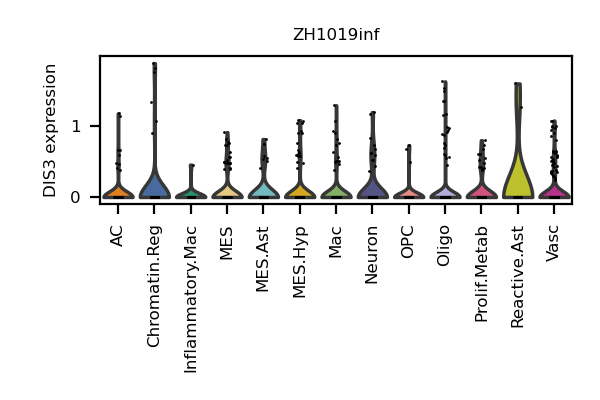 ZH1019inf
DIS3 expression
1
0
AC
Chromatin.Reg
Inflammatory.Mac
MES
MES.Ast
MES.Hyp
Mac
Neuron
OPC
Oligo
Prolif.Metab
Reactive.Ast
Vasc